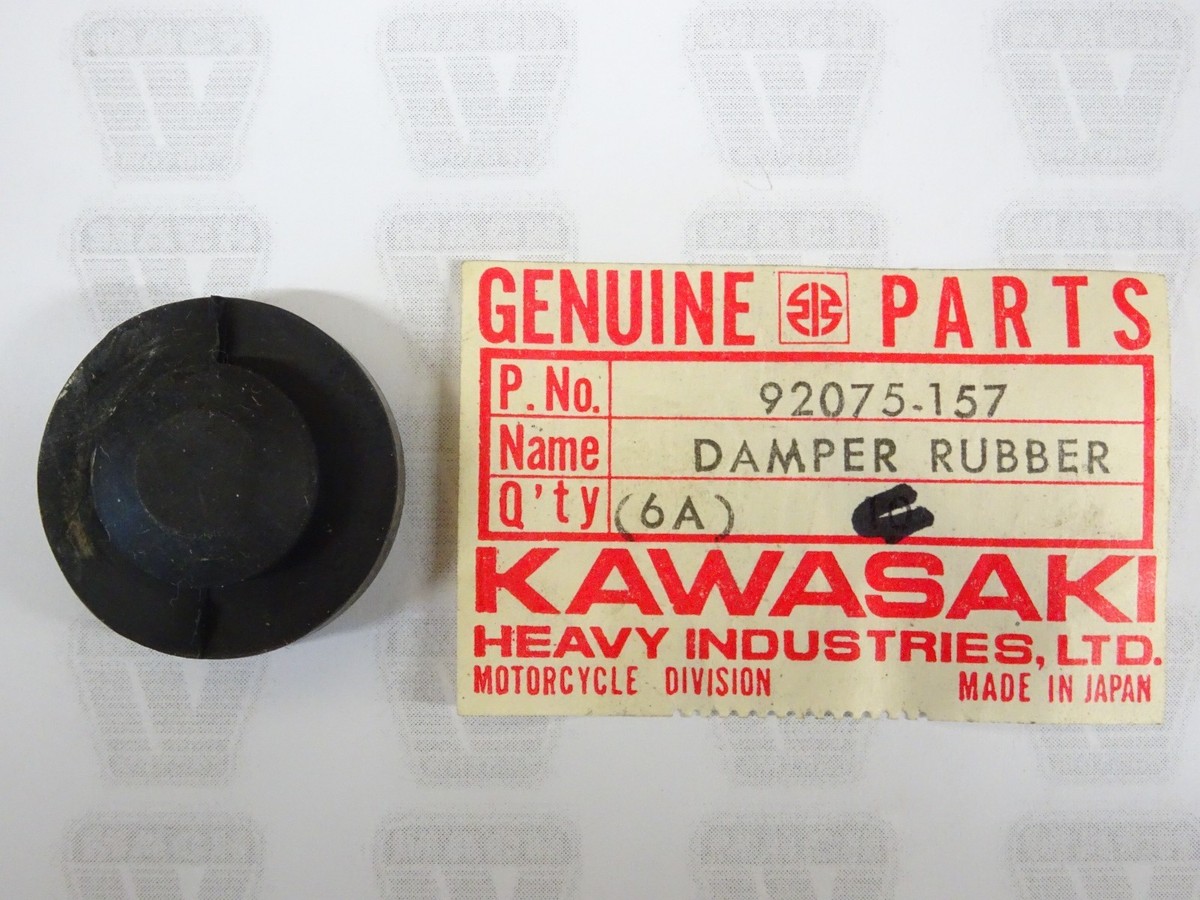 GENUINE PARTS
P. No. 92075-157
Name DAMPER RUBBER
Q'ty (6A)
KAWASAKI
HEAVY INDUSTRIES, LTD.
MOTORCYCLE DIVISION MADE IN JAPAN